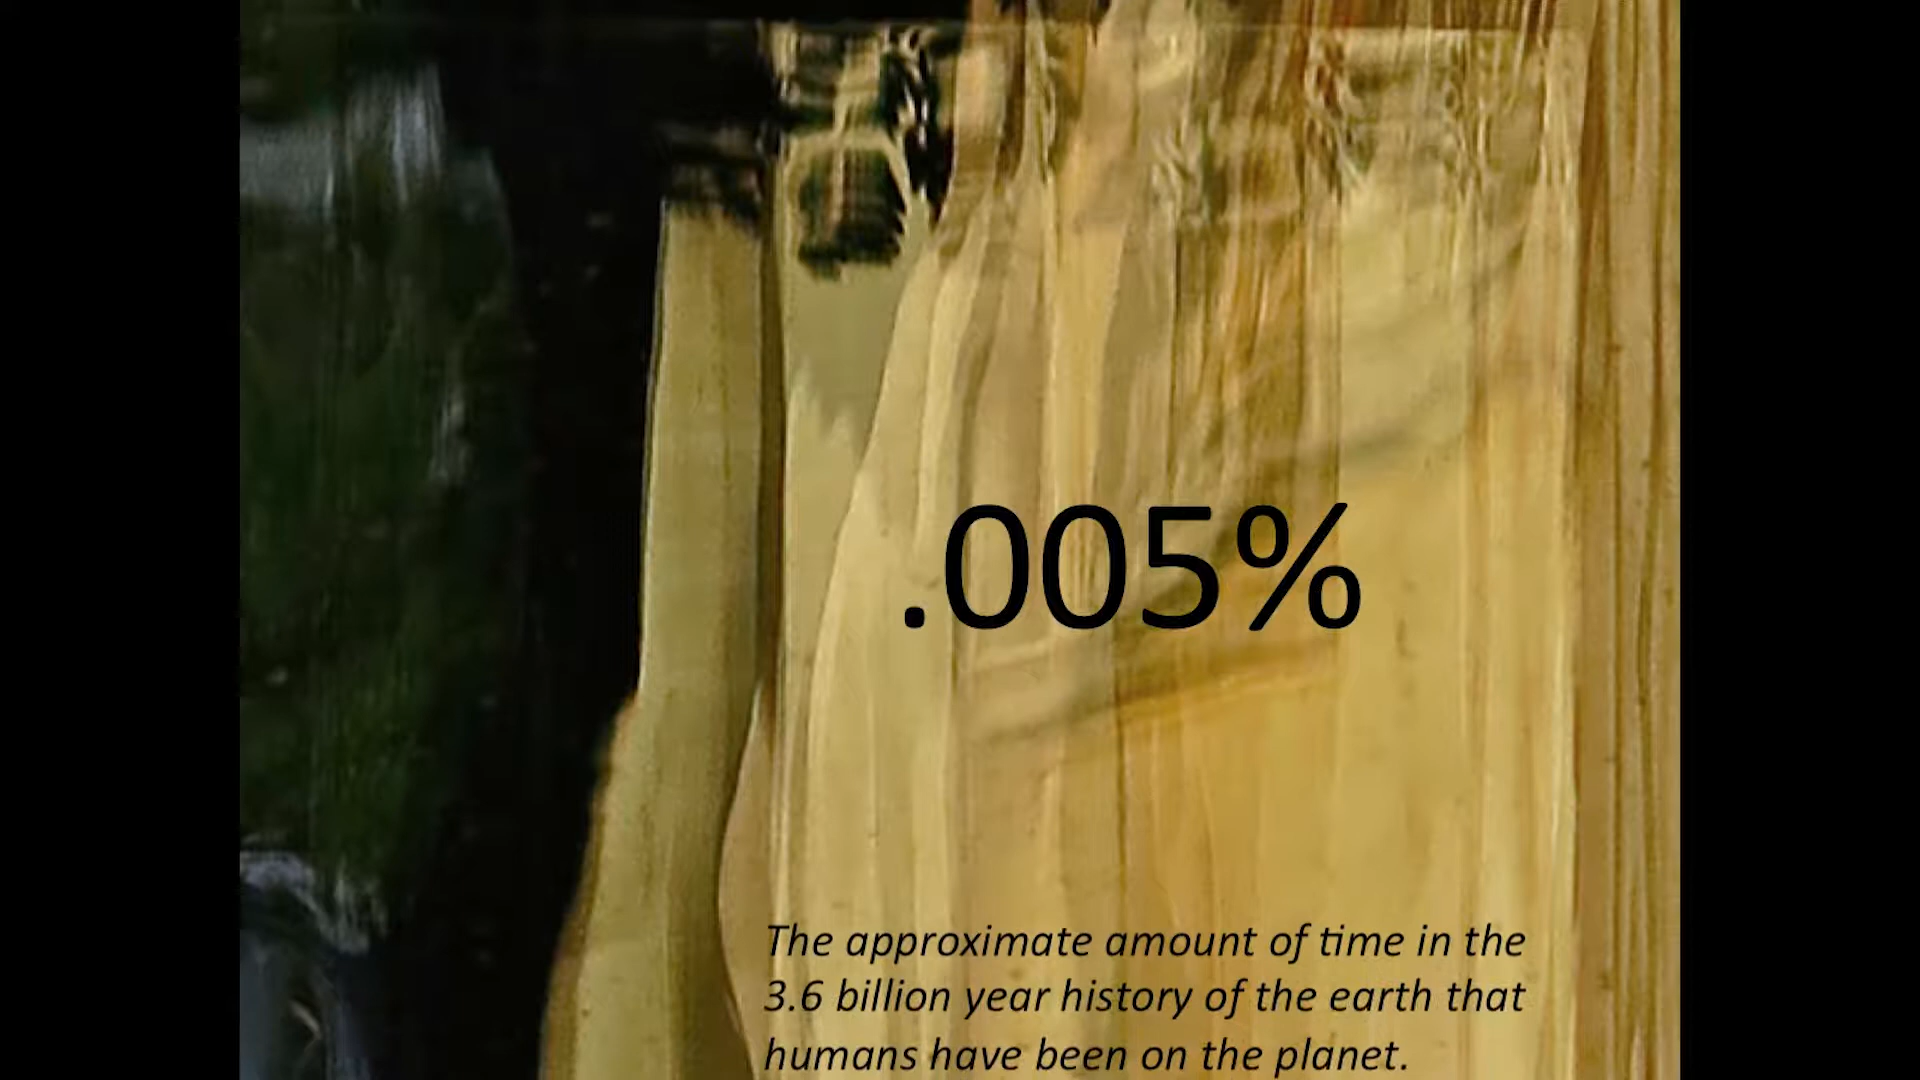 .005%
The approximate amount of time in the
3.6 billion year history of the earth that
humans have been on the planet.